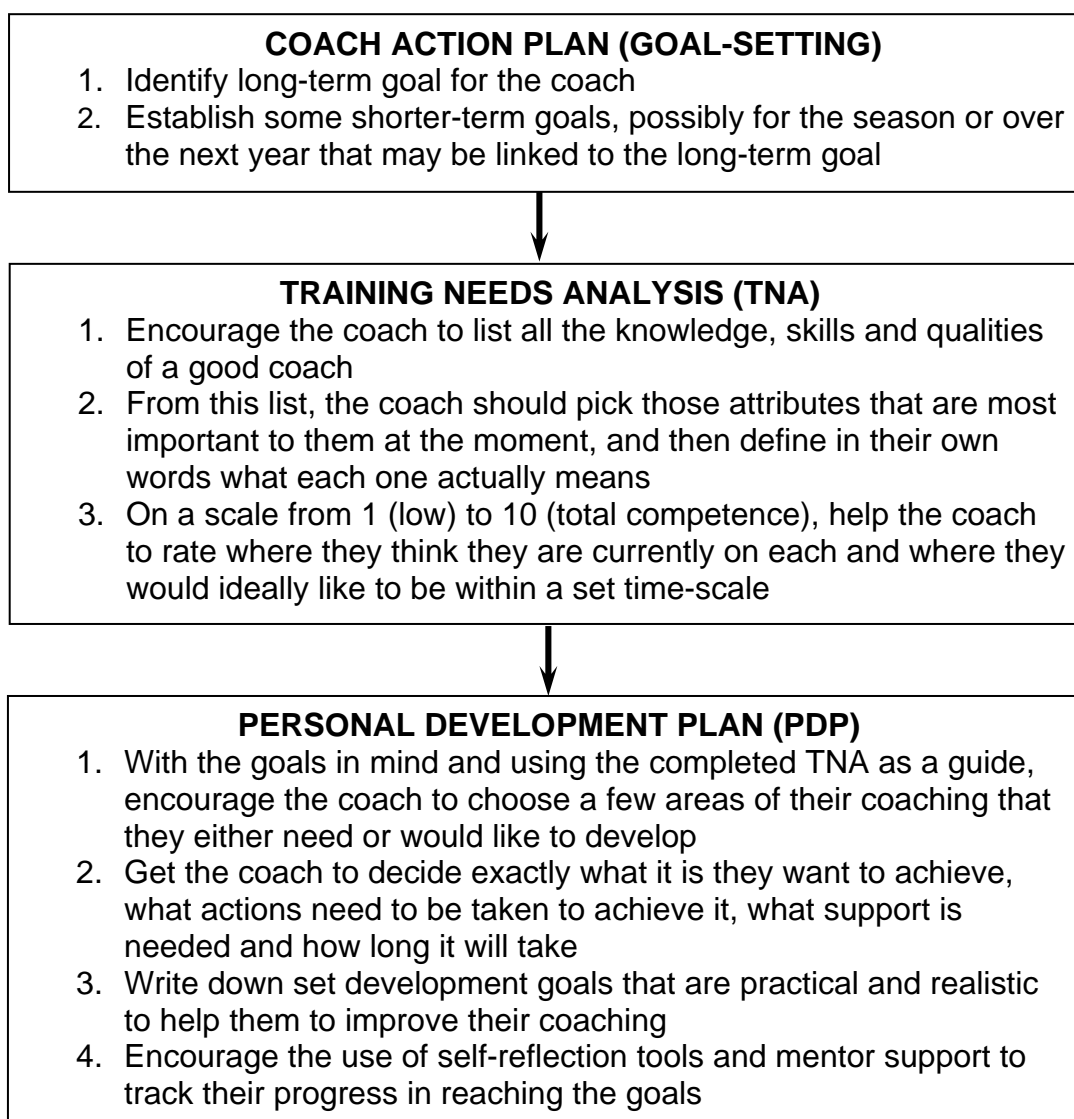 COACH ACTION PLAN (GOAL-SETTING)
1. Identify long-term goal for the coach
2. Establish some shorter-term goals, possibly for the season or over
the next year that may be linked to the long-term goal
TRAINING NEEDS ANALYSIS (TNA)
1. Encourage the coach to list all the knowledge, skills and qualities
of a good coach
2. From this list, the coach should pick those attributes that are most
important to them at the moment, and then define in their own
words what each one actually means
3. On a scale from 1 (low) to 10 (total competence), help the coach
to rate where they think they are currently on each and where they
would ideally like to be within a set time-scale
PERSONAL DEVELOPMENT PLAN (PDP)
1. With the goals in mind and using the completed TNA as a guide,
encourage the coach to choose a few areas of their coaching that
they either need or would like to develop
2. Get the coach to decide exactly what it is they want to achieve,
what actions need to be taken to achieve it, what support is
needed and how long it will take
3. Write down set development goals that are practical and realistic
to help them to improve their coaching
4. Encourage the use of self-reflection tools and mentor support to
track their progress in reaching the goals